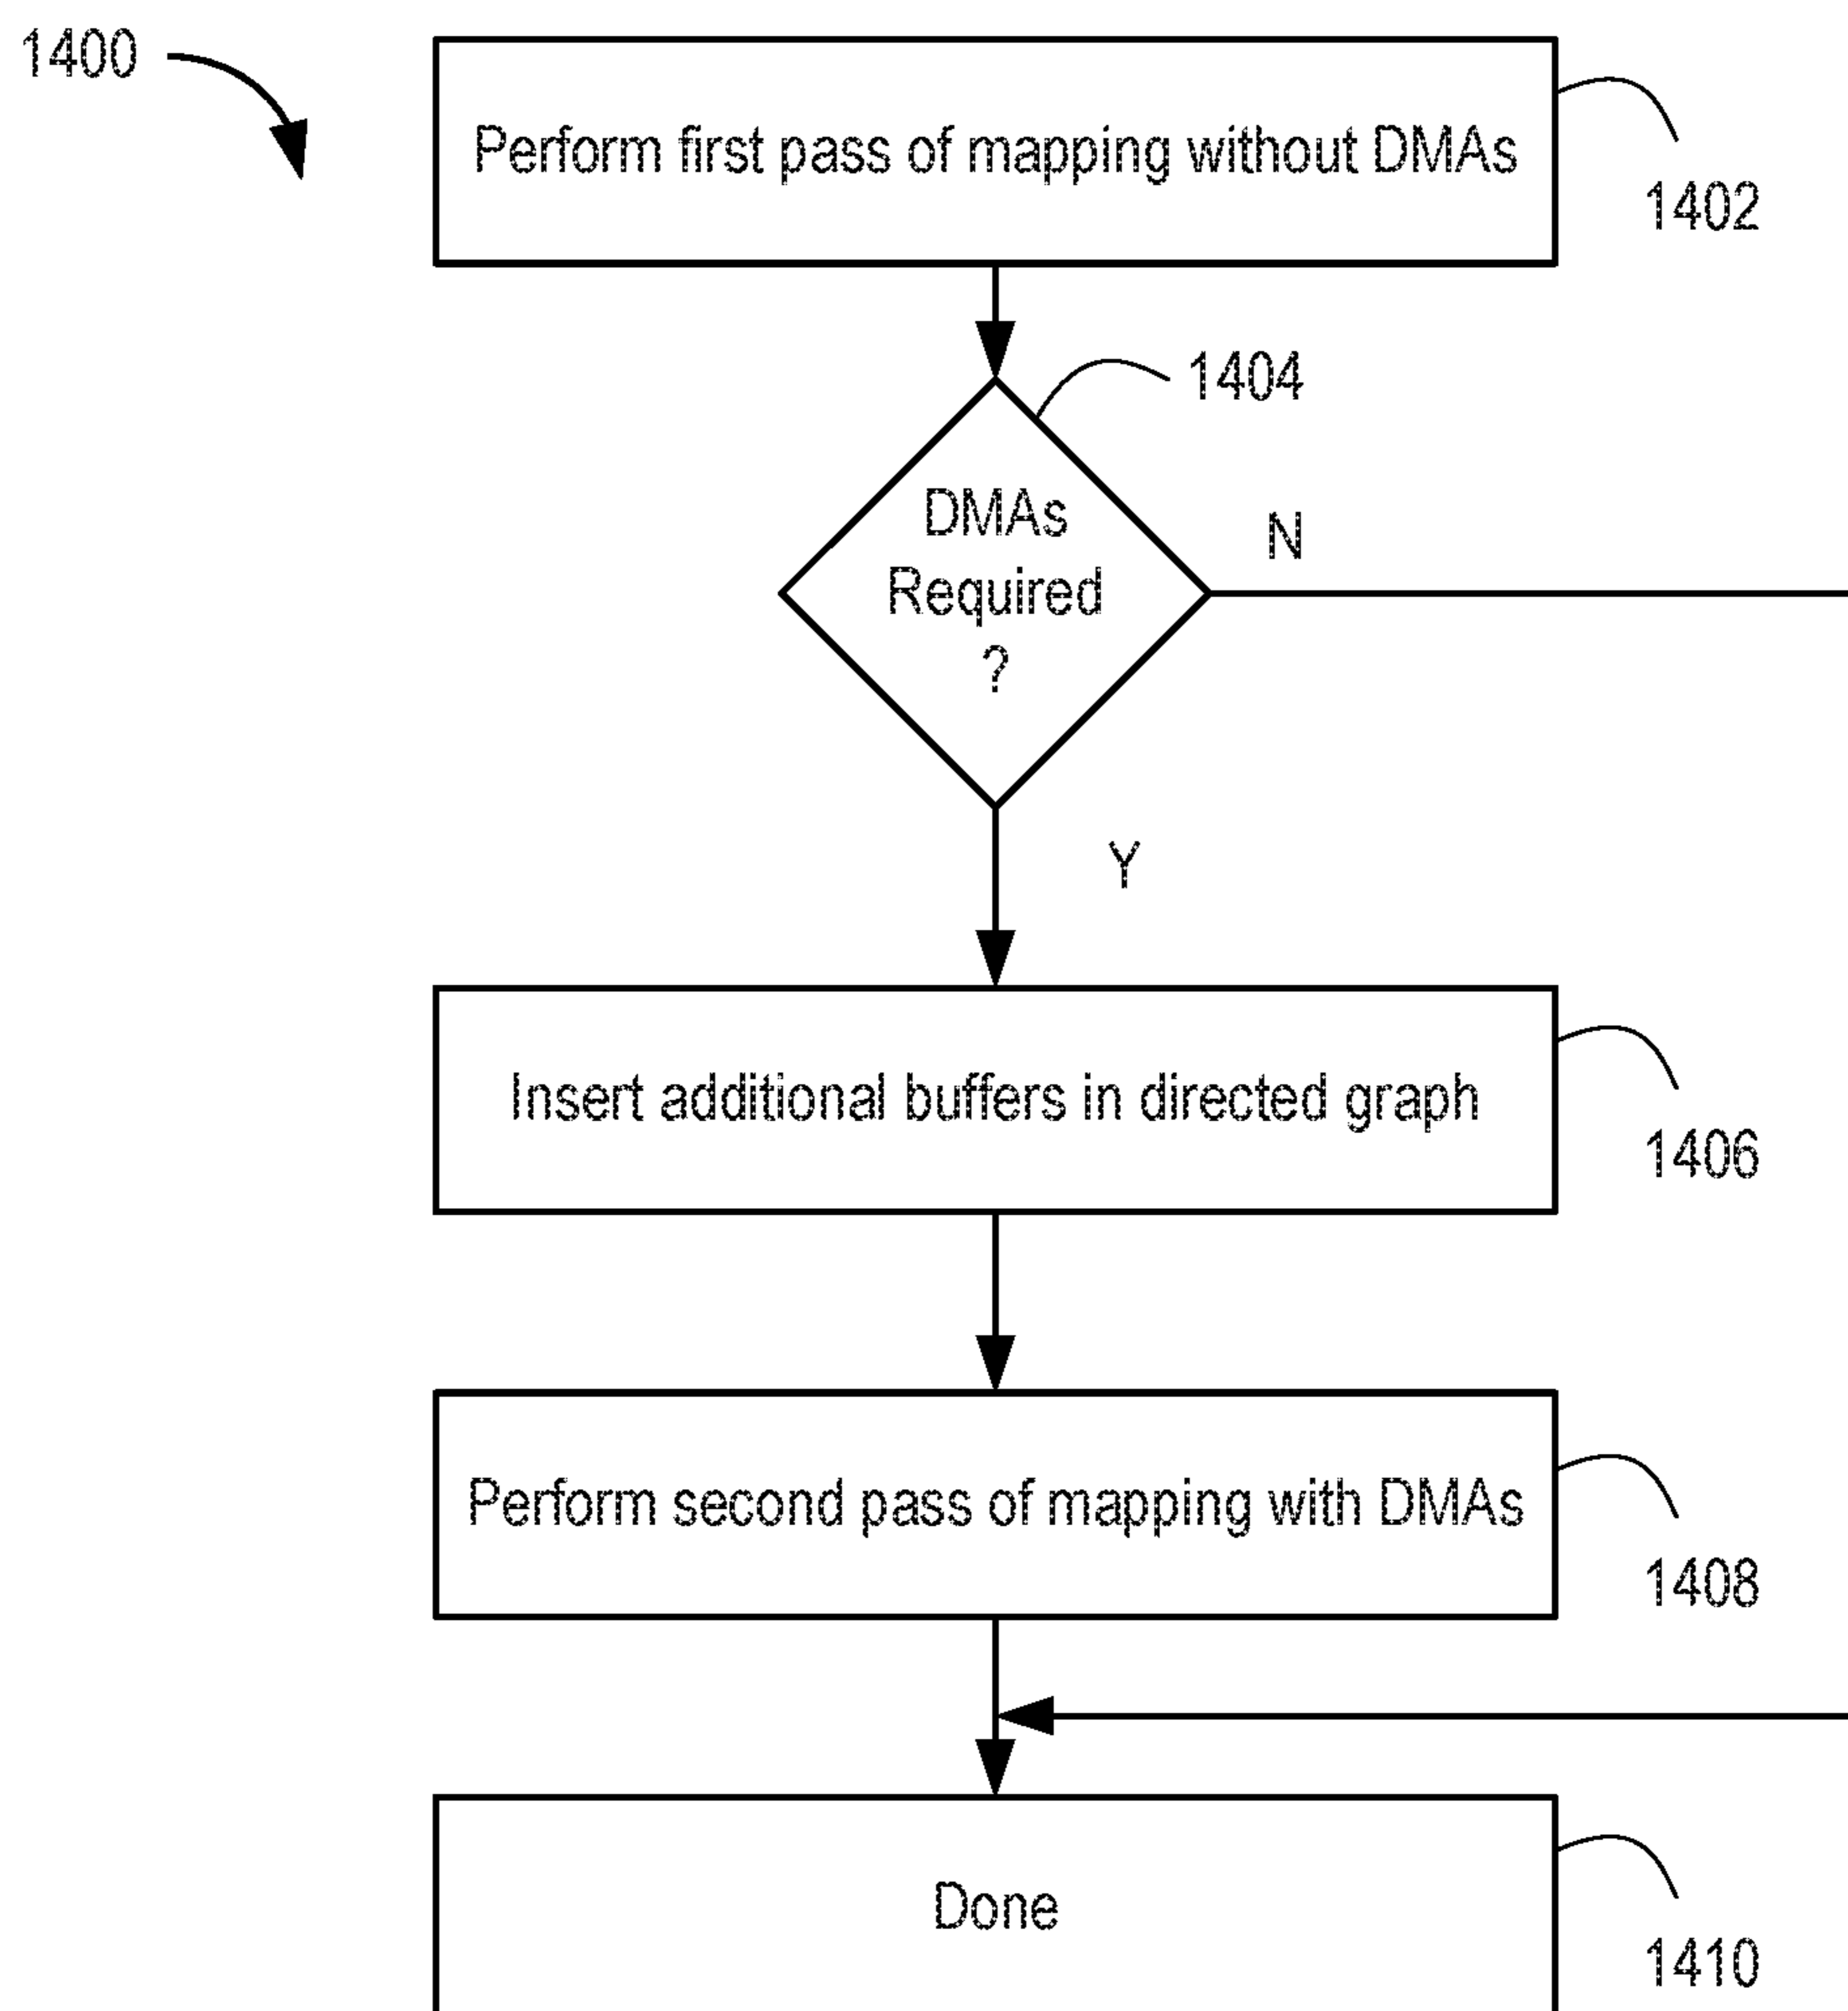 1400
Perform first pass of mapping without DMAs
1402
1404
DMAs
Required
?
N
Y
Insert additional buffers in directed graph
1406
Perform second pass of mapping with DMAs
1408
Done
1410